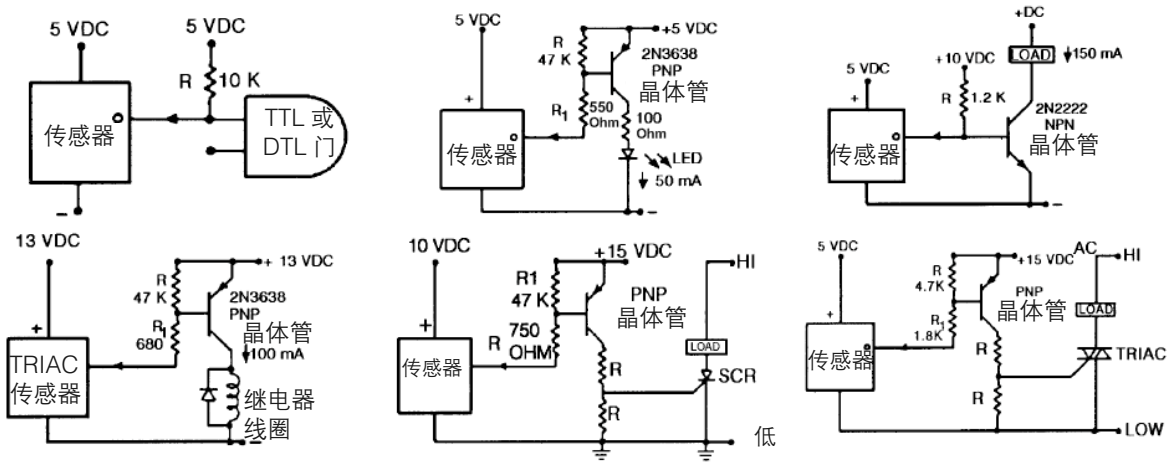 5 VDC
5 VDC
R
10 K
传感器
TTL 或
DTL 门
−
5 VDC
+5 VDC
R
47 K
2N3638
PNP
晶体管
+
R1
550
Ohm
100
Ohm
传感器
LED
50 mA
−
+DC
LOAD
150 mA
+10 VDC
5 VDC
R
1.2 K
+
2N2222
NPN
晶体管
传感器
−
13 VDC
+ 13 VDC
R
47 K
2N3638
PNP
晶体管
+
R1
680
100 mA
TRIAC
传感器
继电器
线圈
−
10 VDC
+15 VDC
HI
R1
47 K
PNP
晶体管
+
R
750
OHM
LOAD
传感器
R
SCR
R
低
5 VDC
+15 VDC
AC
HI
R
4.7K
PNP
晶体管
LOAD
+
R1
1.8K
传感器
R
TRIAC
R
LOW